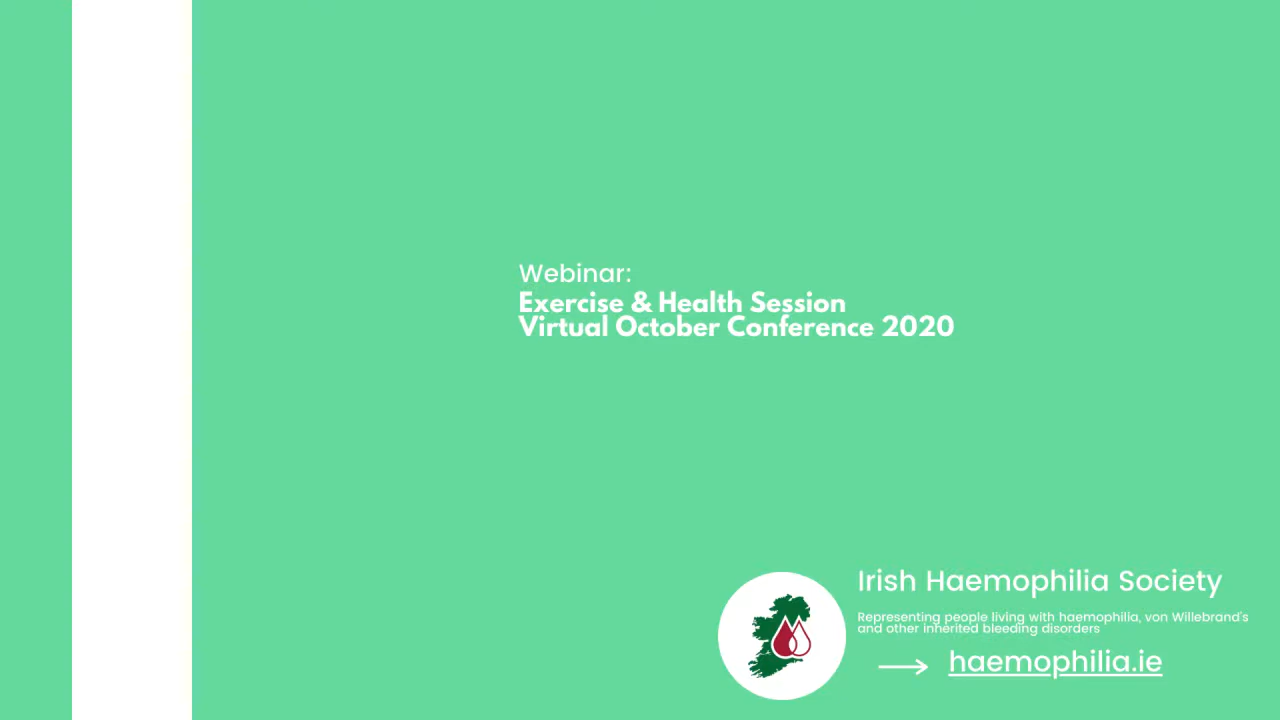 Webinar:
Exercise & Health Session
Virtual October Conference 2020
Irish Haemophilia Society
Representing people living with haemophilia, von Willebrand's
and other inherited bleeding disorders
haemophilia.ie